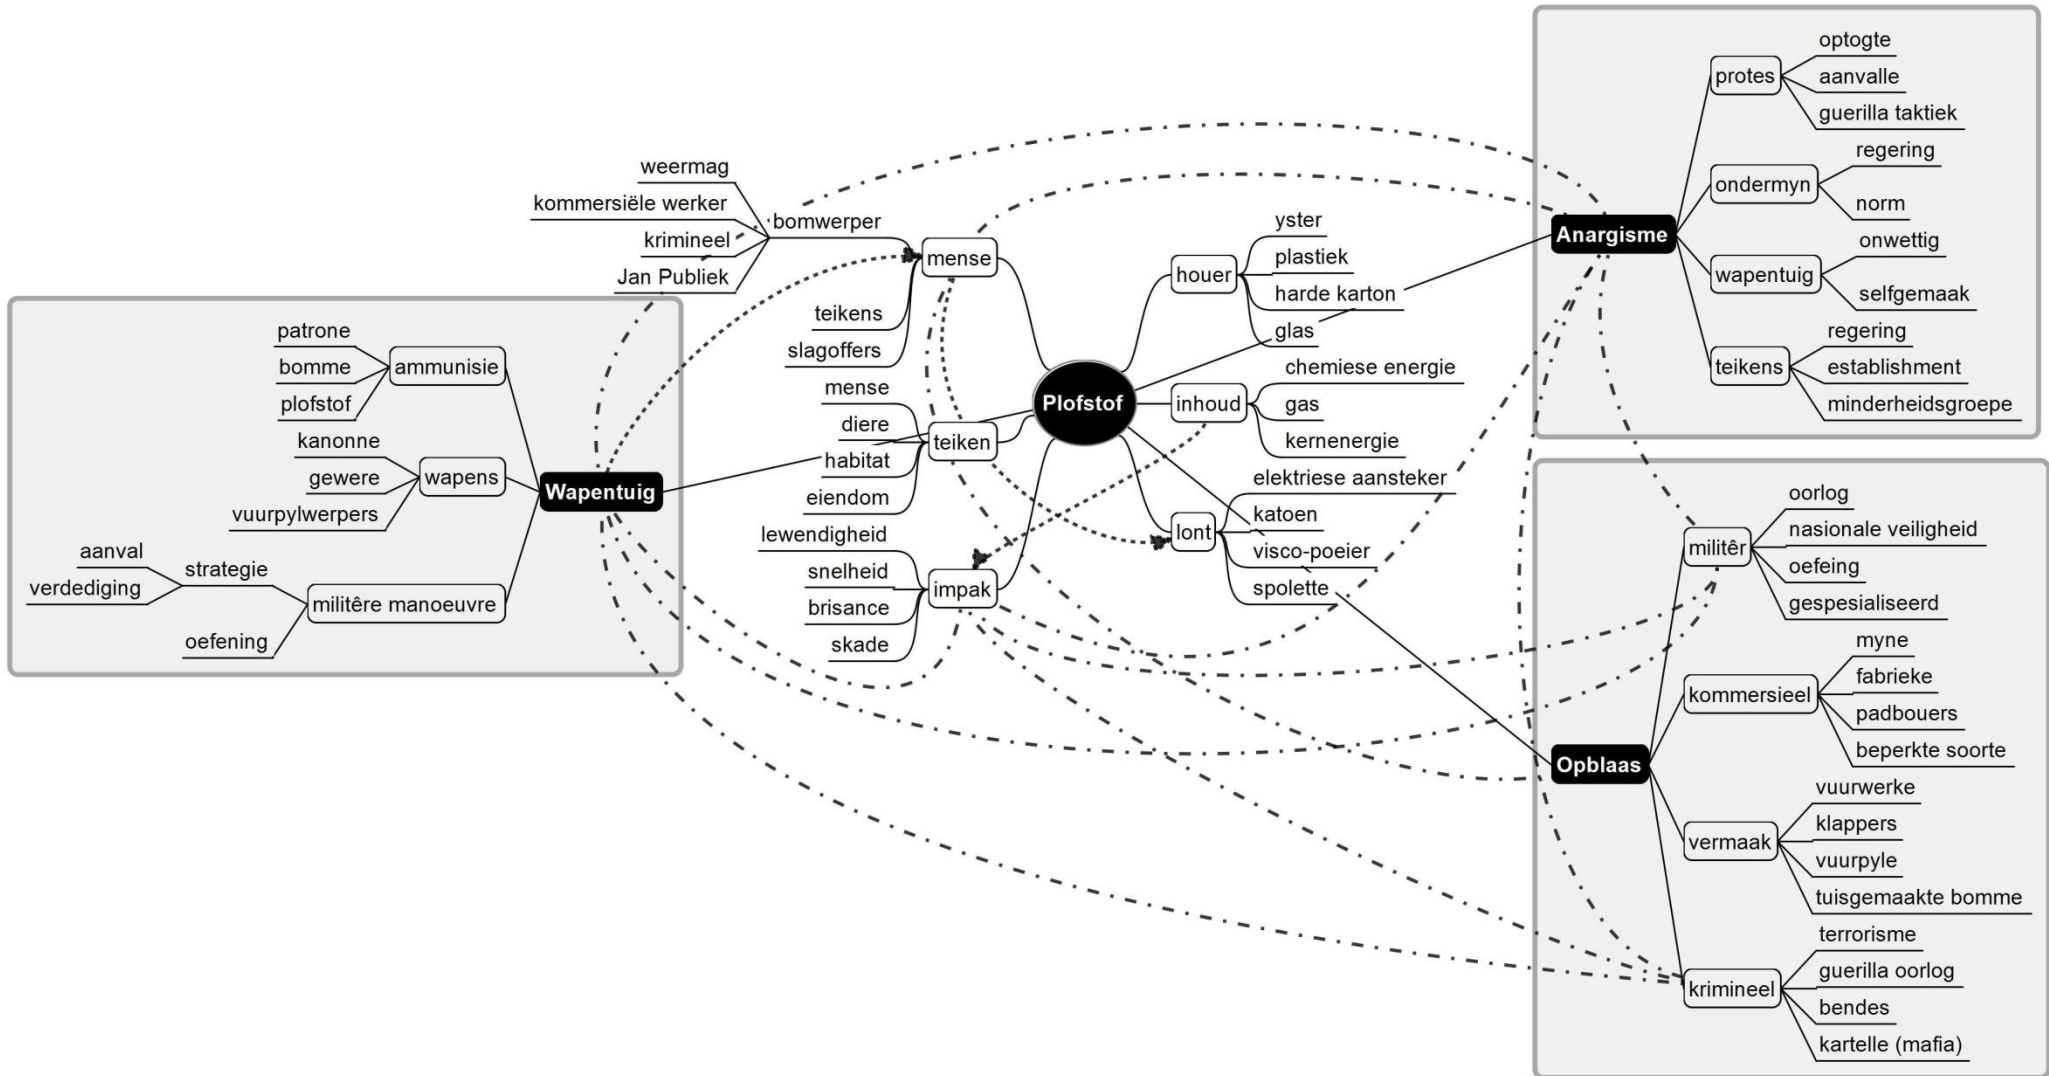 weermag
kommersiële werker
krimineel
Jan Publiek
bomwerper
teikens
slagoffers
mense
mense
diere
habitat
eiendom
teiken
lewendigheid
snelheid
brisance
skade
impak
patrone
bomme
plofstof
ammunisie
kanonne
gewere
vuurpylwerpers
wapens
aanval
verdediging
strategie
oefening
militêre manoeuvre
Wapentuig
Plofstof
houer
yster
plastiek
harde karton
glas
inhoud
chemiese energie
gas
kernenergie
lont
elektriese aansteker
katoen
visco-poeier
spolette
Anargisme
protes
optogte
aanvalle
guerilla taktiek
ondermyn
regering
norm
wapentuig
onwettig
selfgemaak
teikens
regering
establishment
minderheidsgroepe
Opblaas
militêr
oorlog
nasionale veiligheid
oefeing
gespesialiseerd
kommersieel
myne
fabrieke
padbouers
beperkte soorte
vermaak
vuurwerke
klappers
vuurpyle
tuisgemaakte bomme
krimineel
terrorisme
guerilla oorlog
bendes
kartelle (mafia)